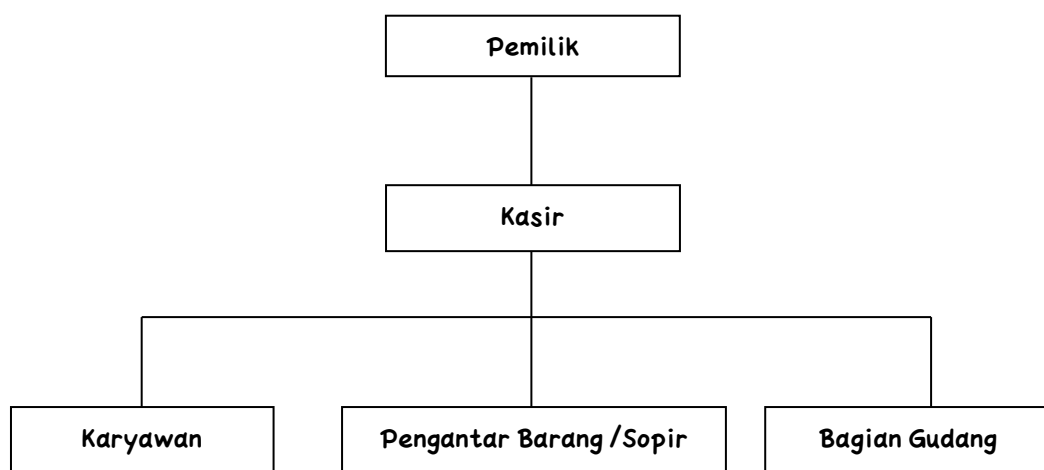 Pemilik
Kasir
Karyawan
Pengantar Barang /Sopir
Bagian Gudang